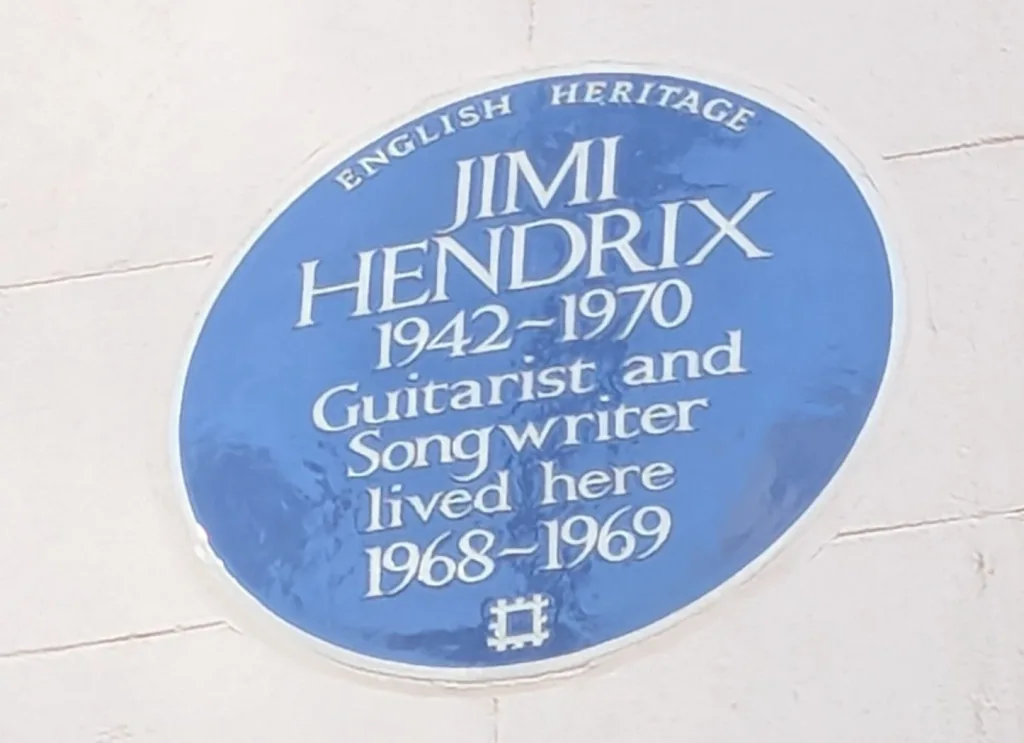 ENGLISH HERITAGE
JIMI
HENDRIX
1942~1970
Guitarist and
Songwriter
lived here
1968~1969